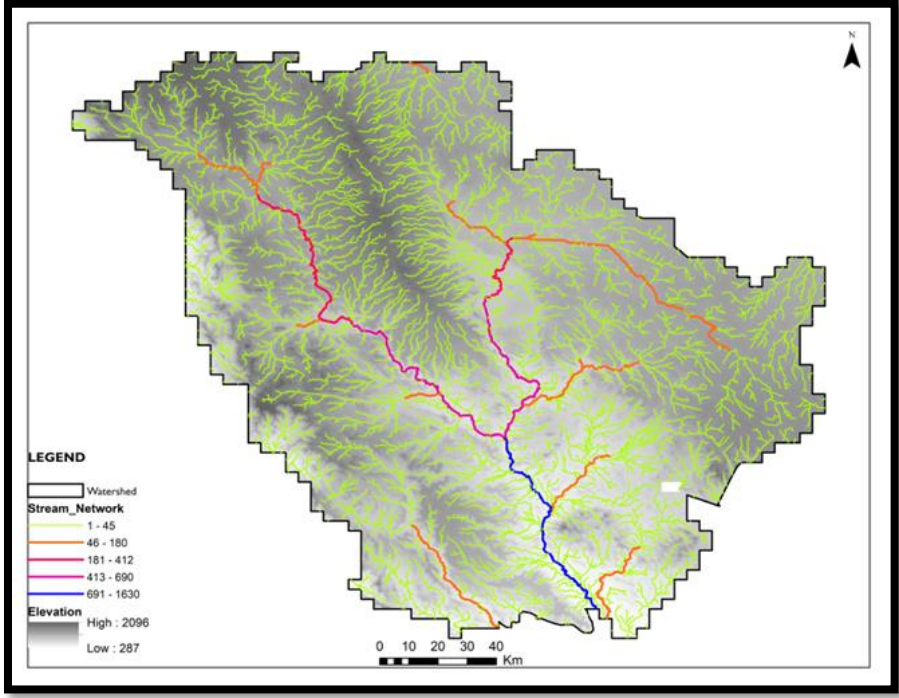 N
LEGEND
Watershed
Stream_Network
1 - 45
46 - 180
181 - 412
413 - 690
691 - 1630
Elevation
High : 2096
Low : 287
0 10 20 30 40
Km